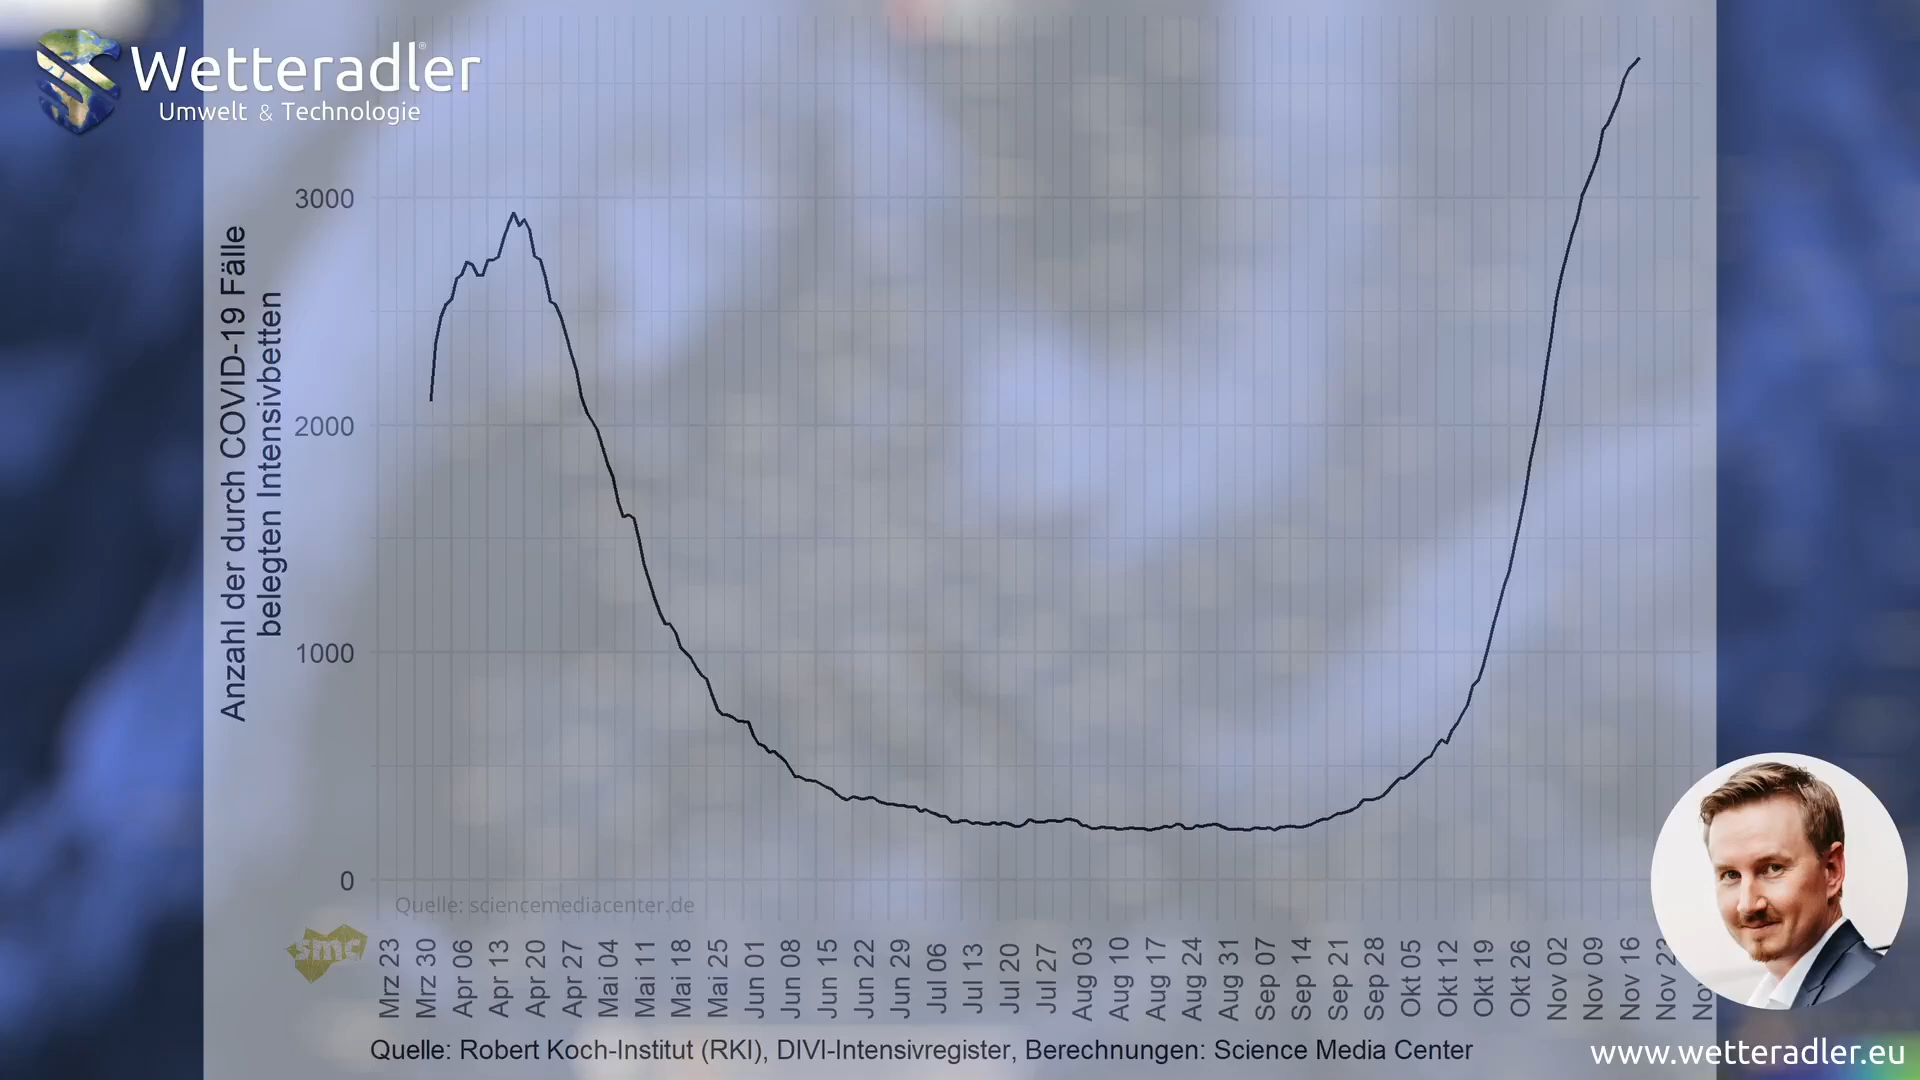 Wetteradler®
Umwelt & Technologie
Anzahl der durch COVID-19 Fälle
belegten Intensivbetten
3000
2000
1000
0
Quelle: sciencemediacenter.de
smc
Mrz 23
Mrz 30
Apr 06
Apr 13
Apr 20
Apr 27
Mai 04
Mai 11
Mai 18
Mai 25
Jun 01
Jun 08
Jun 15
Jun 22
Jun 29
Jul 06
Jul 13
Jul 20
Jul 27
Aug 03
Aug 10
Aug 17
Aug 24
Aug 31
Sep 07
Sep 14
Sep 21
Sep 28
Okt 05
Okt 12
Okt 19
Okt 26
Nov 02
Nov 09
Nov 16
Nov 23
Nov
Quelle: Robert Koch-Institut (RKI), DIVI-Intensivregister, Berechnungen: Science Media Center
www.wetteradler.eu